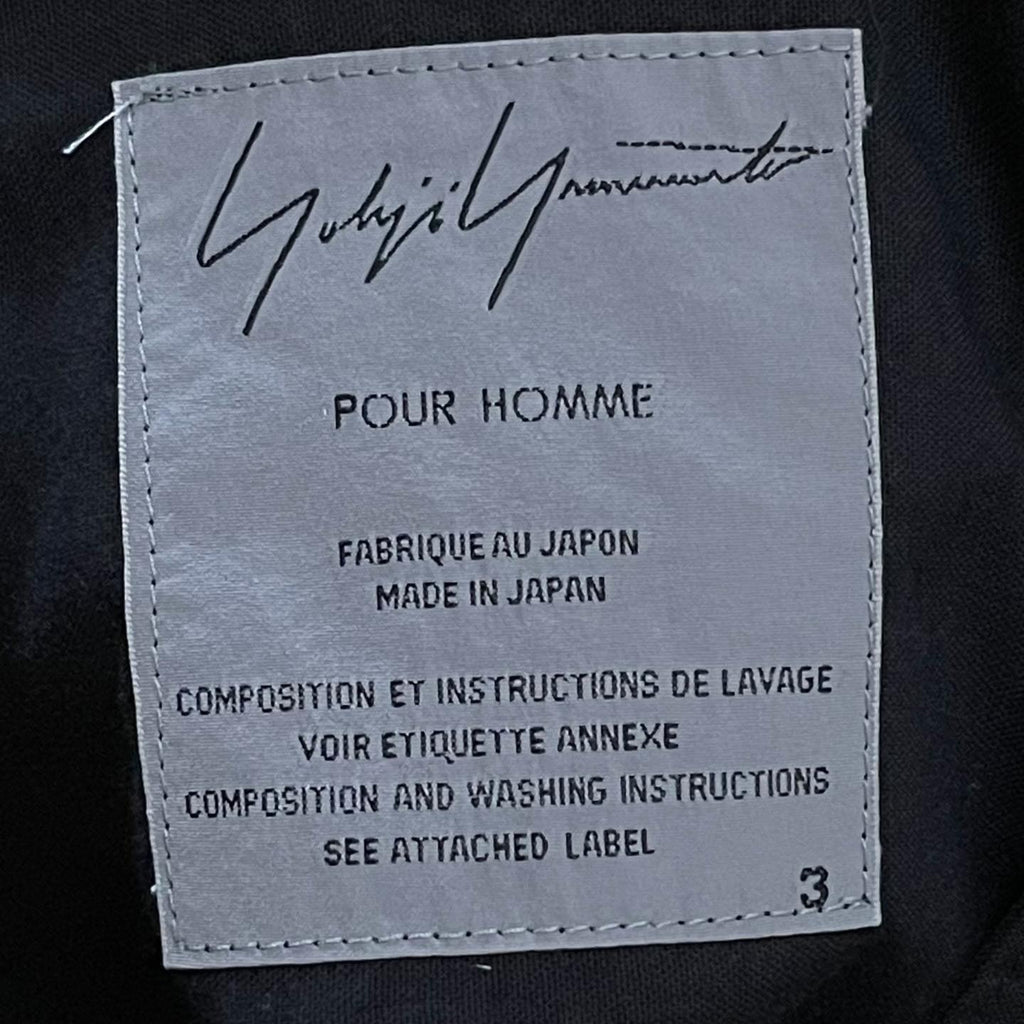 Yohji Yamamoto
POUR HOMME
FABRIQUE AU JAPON
MADE IN JAPAN
COMPOSITION ET INSTRUCTIONS DE LAVAGE
VOIR ETIQUETTE ANNEXE
COMPOSITION AND WASHING INSTRUCTIONS
SEE ATTACHED LABEL
3